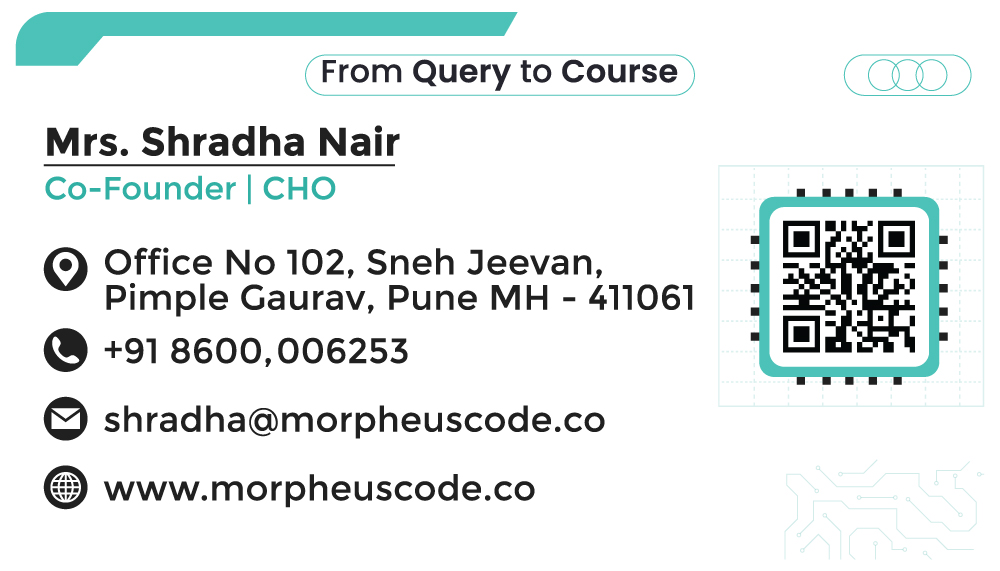 From Query to Course
Mrs. Shradha Nair
Co-Founder | CHO
Office No 102, Sneh Jeevan,
Pimple Gaurav, Pune MH - 411061
+91 8600,006253
shradha@morpheuscode.co
www.morpheuscode.co